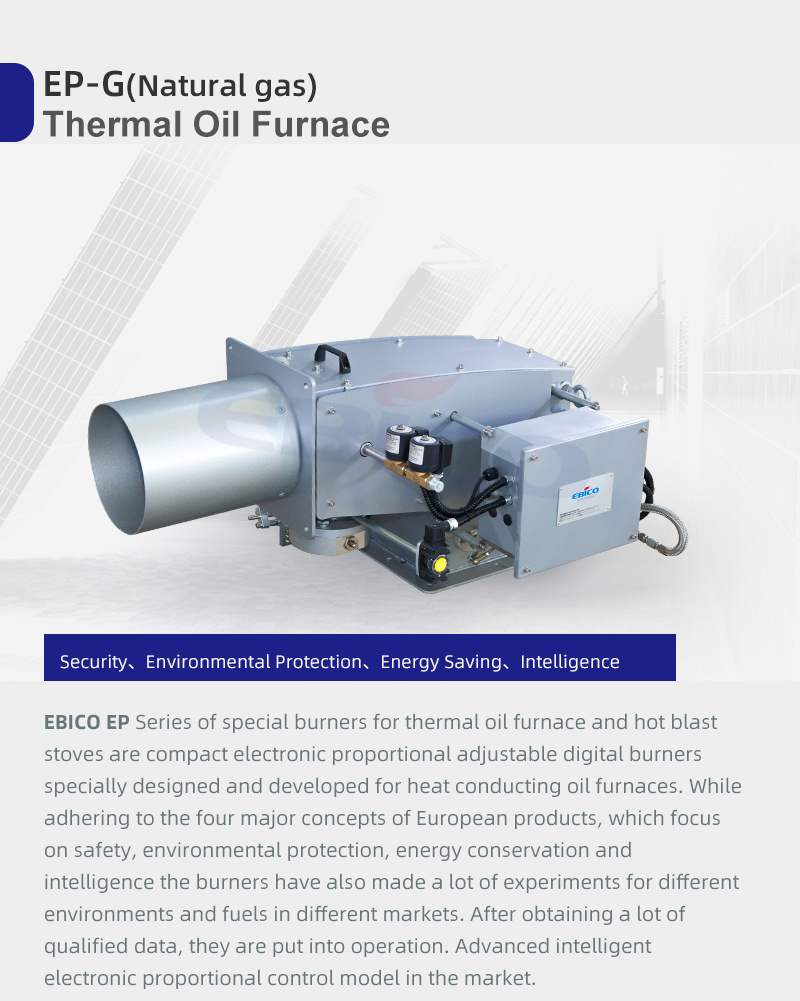 EP-G(Natural gas)
Thermal Oil Furnace
EBICO
EBICO
Security、Environmental Protection、Energy Saving、Intelligence
EBICO EP Series of special burners for thermal oil furnace and hot blast
stoves are compact electronic proportional adjustable digital burners
specially designed and developed for heat conducting oil furnaces. While
adhering to the four major concepts of European products, which focus
on safety, environmental protection, energy conservation and
intelligence the burners have also made a lot of experiments for different
environments and fuels in different markets. After obtaining a lot of
qualified data, they are put into operation. Advanced intelligent
electronic proportional control model in the market.